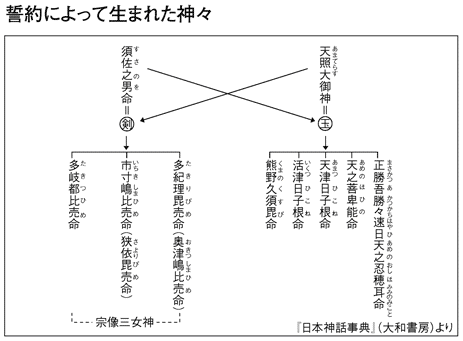 誓約によって生まれた神々
天照大御神
あまてらす
玉
正勝吾勝々速日天之忍穂耳命
まさかつあ かつかちはやひ あめの おしほみみのみこと
天之菩卑能命
あめのほひの
天津日子根命
あまつ ひこね
活津日子根命
いくつ ひこね
熊野久須毘命
くまの くすび
須佐之男命
すさのを
剣
多紀理毘売命(奥津嶋比売命)
たきりびめ おきつしまひめ
市寸嶋比売命(狭依毘売命)
いちきしまひめ さよりびめ
多岐都比売命
たきつひめ
宗像三女神
『日本神話事典』(大和書房)より